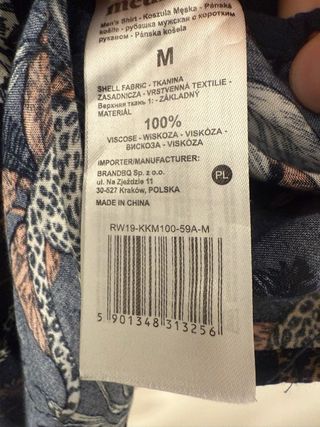 Men's Shirt - Koszula Męska - Pánská
košile - рубашка мужская с коротким
рукавом - Pánska košeľa
M
SHELL FABRIC - TKANINA
ZASADNICZA - VRSTVENNÁ TEXTILIE -
Верхняя ткань 1: - ZÁKLADNÝ
MATERIÁL
100%
VISCOSE - WISKOZA - VISKÓZA -
ВИСКОЗА - VISKÓZA
IMPORTER/MANUFACTURER:
BRANDBQ Sp. z o.o.
ul. Na Zjeździe 11
30-527 Kraków, POLSKA
PL
MADE IN CHINA
RW19-KKM100-59A-M
5 901348 313256